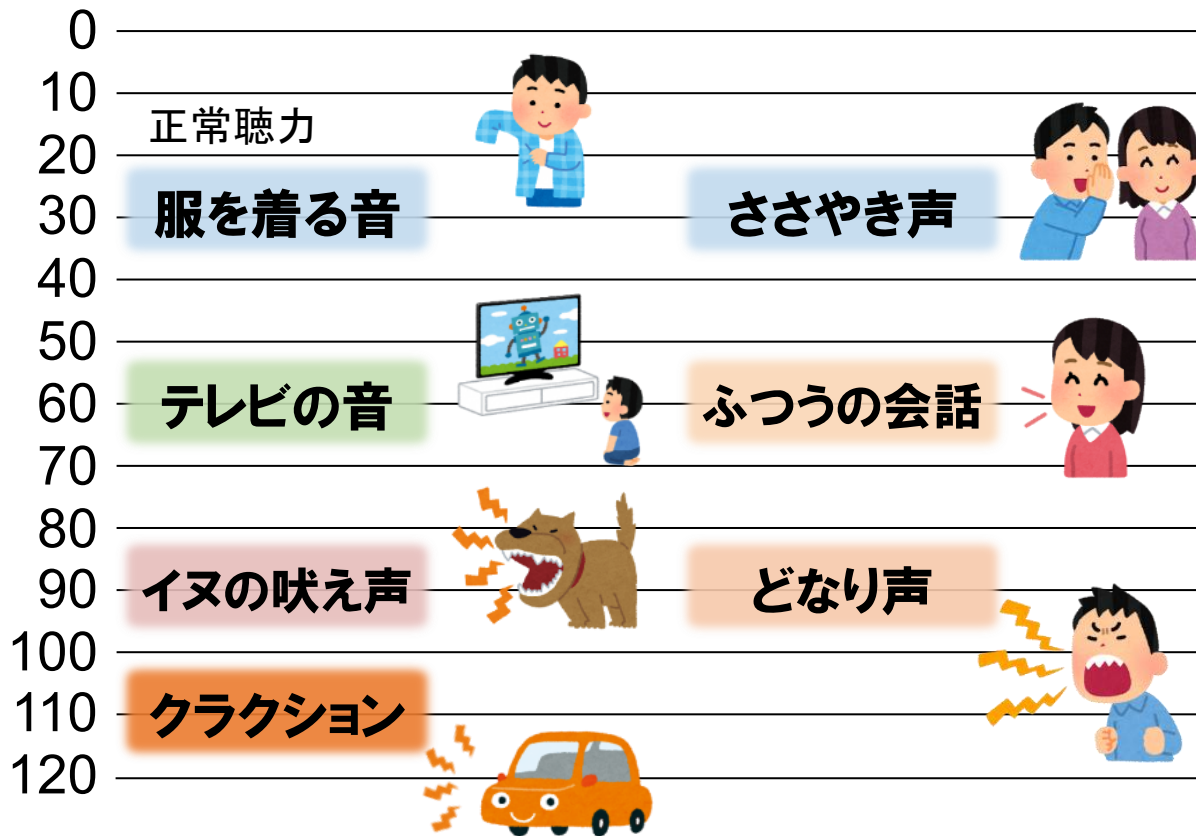 0
10
正常聴力
20
30
服を着る音
ささやき声
40
50
60
テレビの音
ふつうの会話
70
80
90
イヌの吠え声
どなり声
100
110
クラクション
120